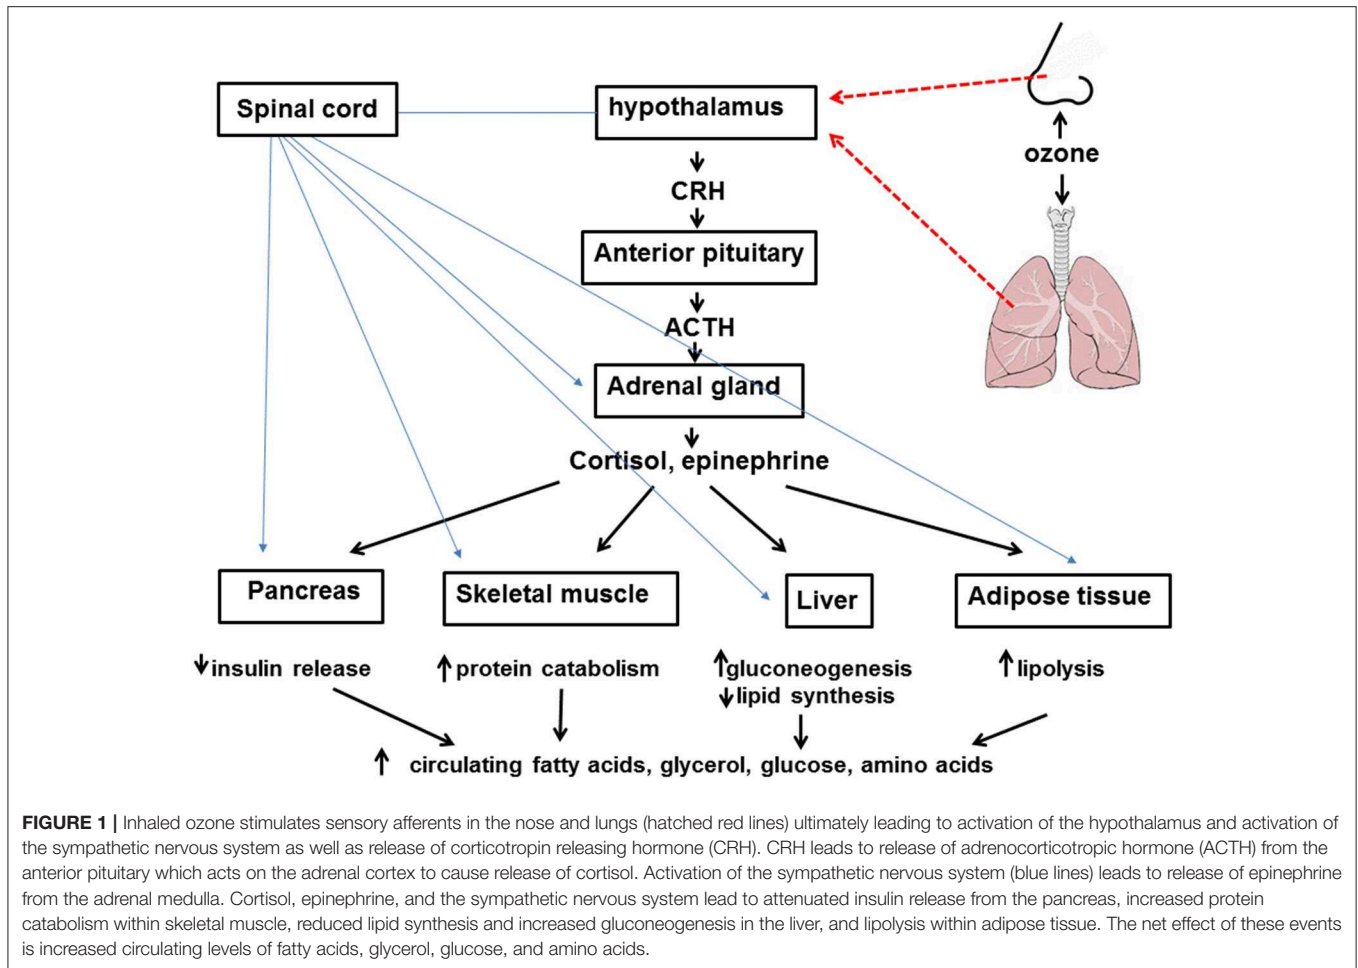 Spinal cord
hypothalamus
ozone
CRH
Anterior pituitary
ACTH
Adrenal gland
Cortisol, epinephrine
Pancreas
Skeletal muscle
Liver
Adipose tissue
insulin release
protein catabolism
gluconeogenesis
lipid synthesis
lipolysis
circulating fatty acids, glycerol, glucose, amino acids
FIGURE 1 | Inhaled ozone stimulates sensory afferents in the nose and lungs (hatched red lines) ultimately leading to activation of the hypothalamus and activation of
the sympathetic nervous system as well as release of corticotropin releasing hormone (CRH). CRH leads to release of adrenocorticotropic hormone (ACTH) from the
anterior pituitary which acts on the adrenal cortex to cause release of cortisol. Activation of the sympathetic nervous system (blue lines) leads to release of epinephrine
from the adrenal medulla. Cortisol, epinephrine, and the sympathetic nervous system lead to attenuated insulin release from the pancreas, increased protein
catabolism within skeletal muscle, reduced lipid synthesis and increased gluconeogenesis in the liver, and lipolysis within adipose tissue. The net effect of these events
is increased circulating levels of fatty acids, glycerol, glucose, and amino acids.